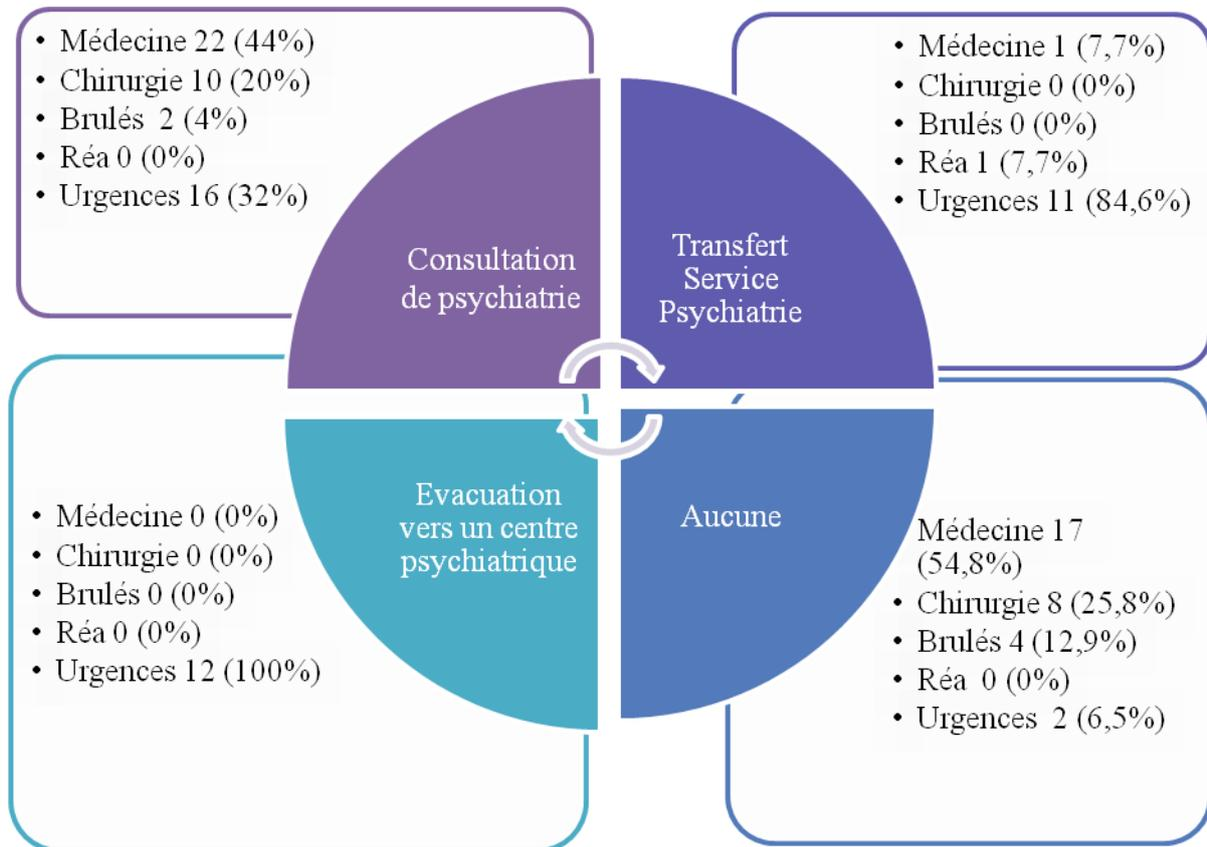 • Médecine 22 (44%)
• Chirurgie 10 (20%)
• Brulés 2 (4%)
• Réa 0 (0%)
• Urgences 16 (32%)
• Médecine 1 (7,7%)
• Chirurgie 0 (0%)
• Brulés 0 (0%)
• Réa 1 (7,7%)
• Urgences 11 (84,6%)
Consultation
de psychiatrie
Transfert
Service
Psychiatrie
Evacuation
vers un centre
psychiatrique
Aucune
• Médecine 0 (0%)
• Chirurgie 0 (0%)
• Brulés 0 (0%)
• Réa 0 (0%)
• Urgences 12 (100%)
Médecine 17
(54,8%)
• Chirurgie 8 (25,8%)
• Brulés 4 (12,9%)
• Réa 0 (0%)
• Urgences 2 (6,5%)